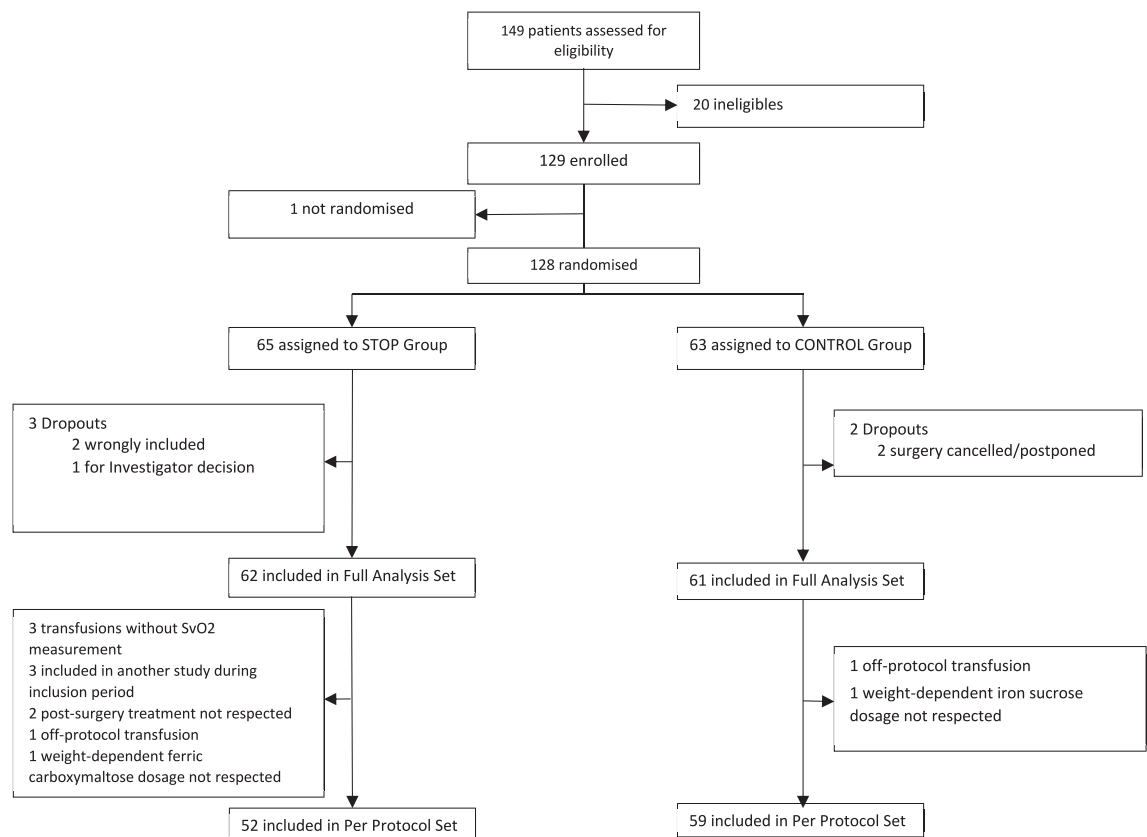 149 patients assessed for
eligibility
20 ineligibles
129 enrolled
1 not randomised
128 randomised
65 assigned to STOP Group
63 assigned to CONTROL Group
3 Dropouts
2 wrongly included
1 for Investigator decision
2 Dropouts
2 surgery cancelled/postponed
62 included in Full Analysis Set
61 included in Full Analysis Set
3 transfusions without SvO2
measurement
3 included in another study during
inclusion period
2 post-surgery treatment not respected
1 off-protocol transfusion
1 weight-dependent ferric
carboxymaltose dosage not respected
1 off-protocol transfusion
1 weight-dependent iron sucrose
dosage not respected
52 included in Per Protocol Set
59 included in Per Protocol Set